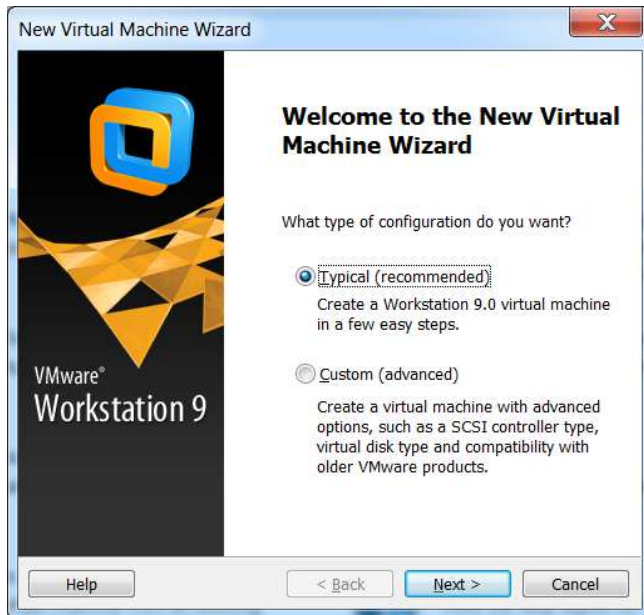 New Virtual Machine Wizard
X
Welcome to the New Virtual
Machine Wizard
What type of configuration do you want?
Typical (recommended)
Create a Workstation 9.0 virtual machine
in a few easy steps.
VMware®
Workstation 9
Custom (advanced)
Create a virtual machine with advanced
options, such as a SCSI controller type,
virtual disk type and compatibility with
older VMware products.
Help
< Back
Next >
Cancel